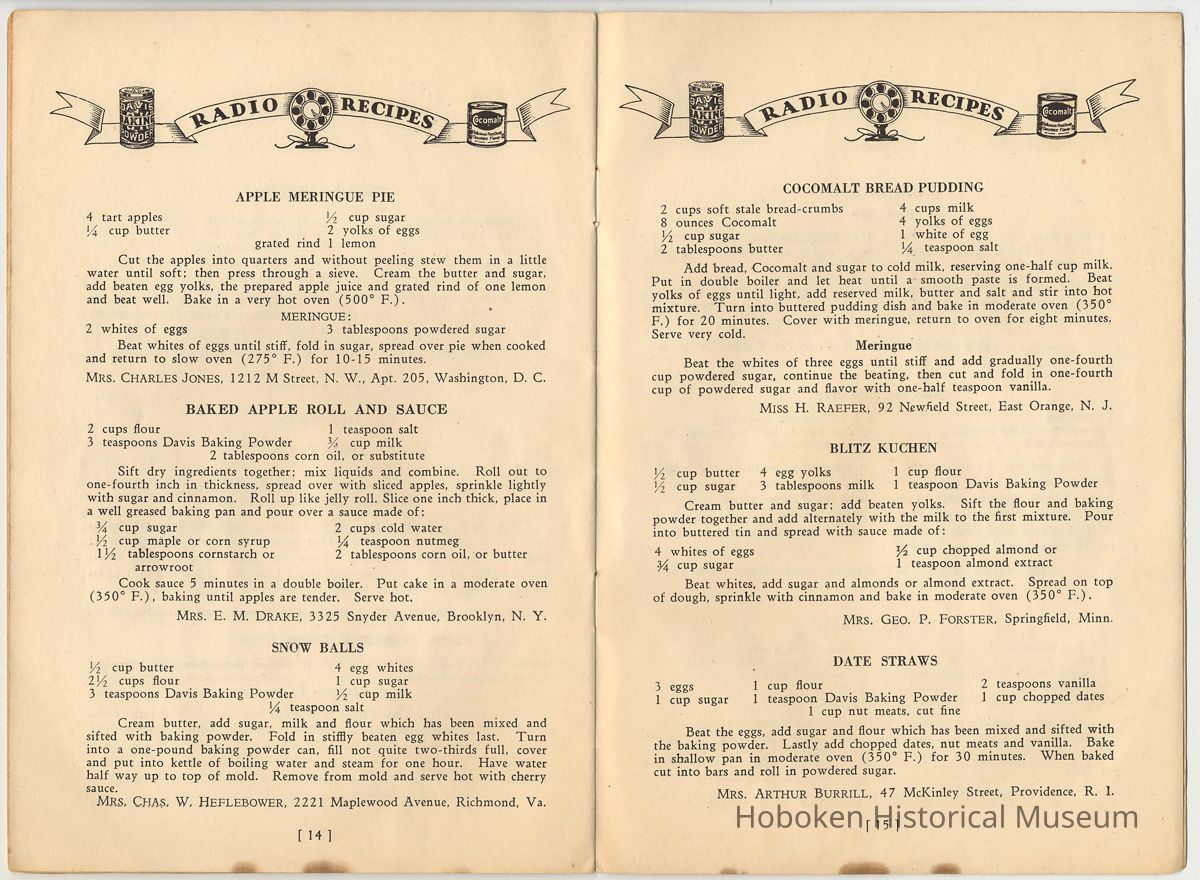 DAVIS BAKING POWDER
RADIO RECIPES
Cocomalt
APPLE MERINGUE PIE
4 tart apples ½ cup sugar
¼ cup butter 2 yolks of eggs
grated rind 1 lemon
Cut the apples into quarters and without peeling stew them in a little
water until soft; then press through a sieve. Cream the butter and sugar,
add beaten egg yolks, the prepared apple juice and grated rind of one lemon
and beat well. Bake in a very hot oven (500° F.).
MERINGUE:
2 whites of eggs 3 tablespoons powdered sugar
Beat whites of eggs until stiff, fold in sugar, spread over pie when cooked
and return to slow oven (275° F.) for 10-15 minutes.
MRS. CHARLES JONES, 1212 M Street, N. W., Apt. 205, Washington, D. C.
BAKED APPLE ROLL AND SAUCE
2 cups flour 1 teaspoon salt
3 teaspoons Davis Baking Powder ¾ cup milk
2 tablespoons corn oil, or substitute
Sift dry ingredients together; mix liquids and combine. Roll out to
one-fourth inch in thickness, spread over with sliced apples, sprinkle lightly
with sugar and cinnamon. Roll up like jelly roll. Slice one inch thick, place in
a well greased baking pan and pour over a sauce made of:
¾ cup sugar 2 cups cold water
½ cup maple or corn syrup ¼ teaspoon nutmeg
1½ tablespoons cornstarch or 2 tablespoons corn oil, or butter
arrowroot
Cook sauce 5 minutes in a double boiler. Put cake in a moderate oven
(350° F.), baking until apples are tender. Serve hot.
MRS. E. M. DRAKE, 3325 Snyder Avenue, Brooklyn, N. Y.
SNOW BALLS
½ cup butter 4 egg whites
2½ cups flour 1 cup sugar
3 teaspoons Davis Baking Powder ½ cup milk
¼ teaspoon salt
Cream butter, add sugar, milk and flour which has been mixed and
sifted with baking powder. Fold in stiffly beaten egg whites last. Turn
into a one-pound baking powder can, fill not quite two-thirds full, cover
and put into kettle of boiling water and steam for one hour. Have water
half way up to top of mold. Remove from mold and serve hot with cherry
sauce.
MRS. CHAS. W. HEFLEBOWER, 2221 Maplewood Avenue, Richmond, Va.
[ 14 ]
DAVIS BAKING POWDER
RADIO RECIPES
Cocomalt
COCOMALT BREAD PUDDING
2 cups soft stale bread-crumbs 4 cups milk
8 ounces Cocomalt 4 yolks of eggs
½ cup sugar 1 white of egg
2 tablespoons butter ¼ teaspoon salt
Add bread, Cocomalt and sugar to cold milk, reserving one-half cup milk.
Put in double boiler and let heat until a smooth paste is formed. Beat
yolks of eggs until light, add reserved milk, butter and salt and stir into hot
mixture. Turn into buttered pudding dish and bake in moderate oven (350°
F.) for 20 minutes. Cover with meringue, return to oven for eight minutes.
Serve very cold.
Meringue
Beat the whites of three eggs until stiff and add gradually one-fourth
cup powdered sugar, continue the beating, then cut and fold in one-fourth
cup of powdered sugar and flavor with one-half teaspoon vanilla.
MISS H. RAEFER, 92 Newfield Street, East Orange, N. J.
BLITZ KUCHEN
½ cup butter 4 egg yolks 1 cup flour
½ cup sugar 3 tablespoons milk 1 teaspoon Davis Baking Powder
Cream butter and sugar; add beaten yolks. Sift the flour and baking
powder together and add alternately with the milk to the first mixture. Pour
into buttered tin and spread with sauce made of:
4 whites of eggs ½ cup chopped almond or
¾ cup sugar 1 teaspoon almond extract
Beat whites, add sugar and almonds or almond extract. Spread on top
of dough, sprinkle with cinnamon and bake in moderate oven (350° F.).
MRS. GEO. P. FORSTER, Springfield, Minn.
DATE STRAWS
3 eggs 1 cup flour 2 teaspoons vanilla
1 cup sugar 1 teaspoon Davis Baking Powder 1 cup chopped dates
1 cup nut meats, cut fine
Beat the eggs, add sugar and flour which has been mixed and sifted with
the baking powder. Lastly add chopped dates, nut meats and vanilla. Bake
in shallow pan in moderate oven (350° F.) for 30 minutes. When baked
cut into bars and roll in powdered sugar.
MRS. ARTHUR BURRILL, 47 McKinley Street, Providence, R. I.
[ 15 ]
Hoboken Historical Museum